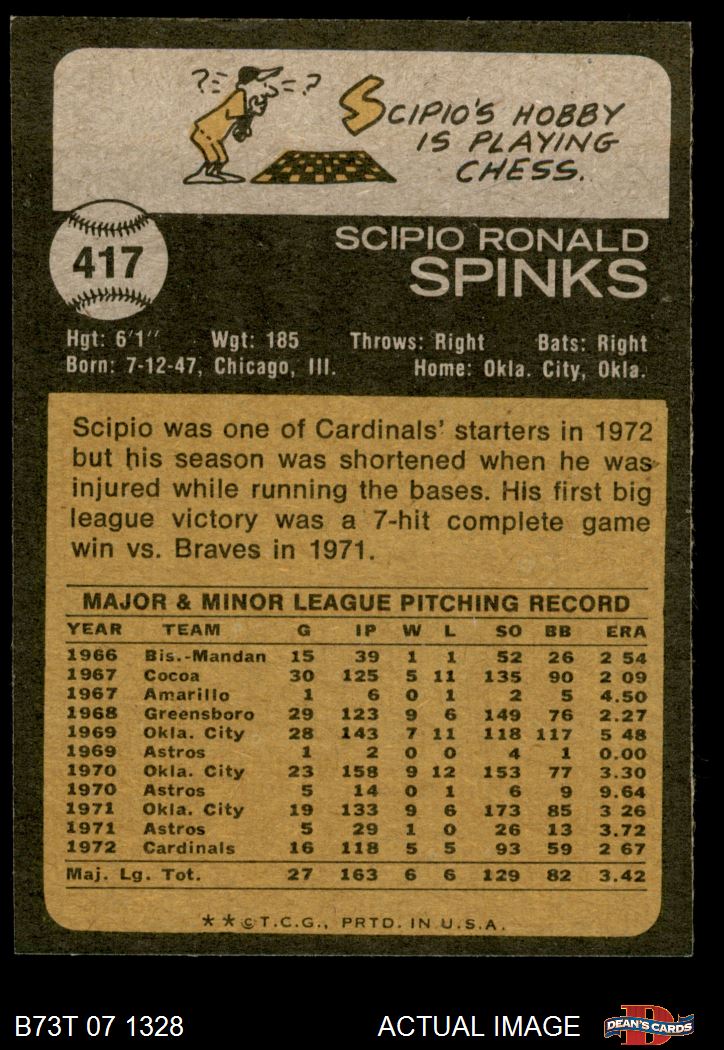 ?= =?
SCIPIO'S HOBBY
IS PLAYING
CHESS.
417
SCIPIO RONALD
SPINKS
Hgt: 6'1" Wgt: 185 Throws: Right Bats: Right
Born: 7-12-47, Chicago, Ill. Home: Okla. City, Okla.
Scipio was one of Cardinals' starters in 1972
but his season was shortened when he was
injured while running the bases. His first big
league victory was a 7-hit complete game
win vs. Braves in 1971.
MAJOR & MINOR LEAGUE PITCHING RECORD
YEAR TEAM G IP W L SO BB ERA
1966 Bis.-Mandan 15 39 1 1 52 26 2 54
1967 Cocoa 30 125 5 11 135 90 2 09
1967 Amarillo 1 6 0 1 2 5 4.50
1968 Greensboro 29 123 9 6 149 76 2.27
1969 Okla. City 28 143 7 11 118 117 5 48
1969 Astros 1 2 0 0 4 1 0.00
1970 Okla. City 23 158 9 12 153 77 3.30
1970 Astros 5 14 0 1 6 9 9.64
1971 Okla. City 19 133 9 6 173 85 3 26
1971 Astros 5 29 1 0 26 13 3.72
1972 Cardinals 16 118 5 5 93 59 2 67
Maj. Lg. Tot. 27 163 6 6 129 82 3.42
**©T.C.G., PRTD. IN U.S.A.
B73T 07 1328 ACTUAL IMAGE DEAN'S CARDS